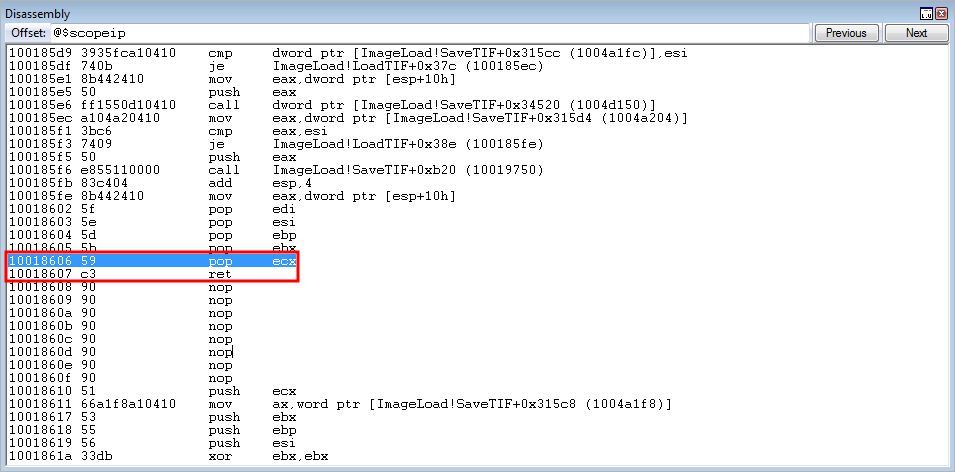 Disassembly
Offset: @$scopeip Previous Next
100185d9 3935fca10410 cmp dword ptr [ImageLoad!SaveTIF+0x315cc (1004a1fc)],esi
100185df 740b je ImageLoad!LoadTIF+0x37c (100185ec)
100185e1 8b442410 mov eax,dword ptr [esp+10h]
100185e5 50 push eax
100185e6 ff1550d10410 call dword ptr [ImageLoad!SaveTIF+0x34520 (1004d150)]
100185ec a104a20410 mov eax,dword ptr [ImageLoad!SaveTIF+0x315d4 (1004a204)]
100185f1 3bc6 cmp eax,esi
100185f3 7409 je ImageLoad!LoadTIF+0x38e (100185fe)
100185f5 50 push eax
100185f6 e855110000 call ImageLoad!SaveTIF+0xb20 (10019750)
100185fb 83c404 add esp,4
100185fe 8b442410 mov eax,dword ptr [esp+10h]
10018602 5f pop edi
10018603 5e pop esi
10018604 5d pop ebp
10018605 5b pop ebx
10018606 59 pop ecx
10018607 c3 ret
10018608 90 nop
10018609 90 nop
1001860a 90 nop
1001860b 90 nop
1001860c 90 nop
1001860d 90 nop
1001860e 90 nop
1001860f 90 nop
10018610 51 push ecx
10018611 66a1f8a10410 mov ax,word ptr [ImageLoad!SaveTIF+0x315c8 (1004a1f8)]
10018617 53 push ebx
10018618 55 push ebp
10018619 56 push esi
1001861a 33db xor ebx,ebx